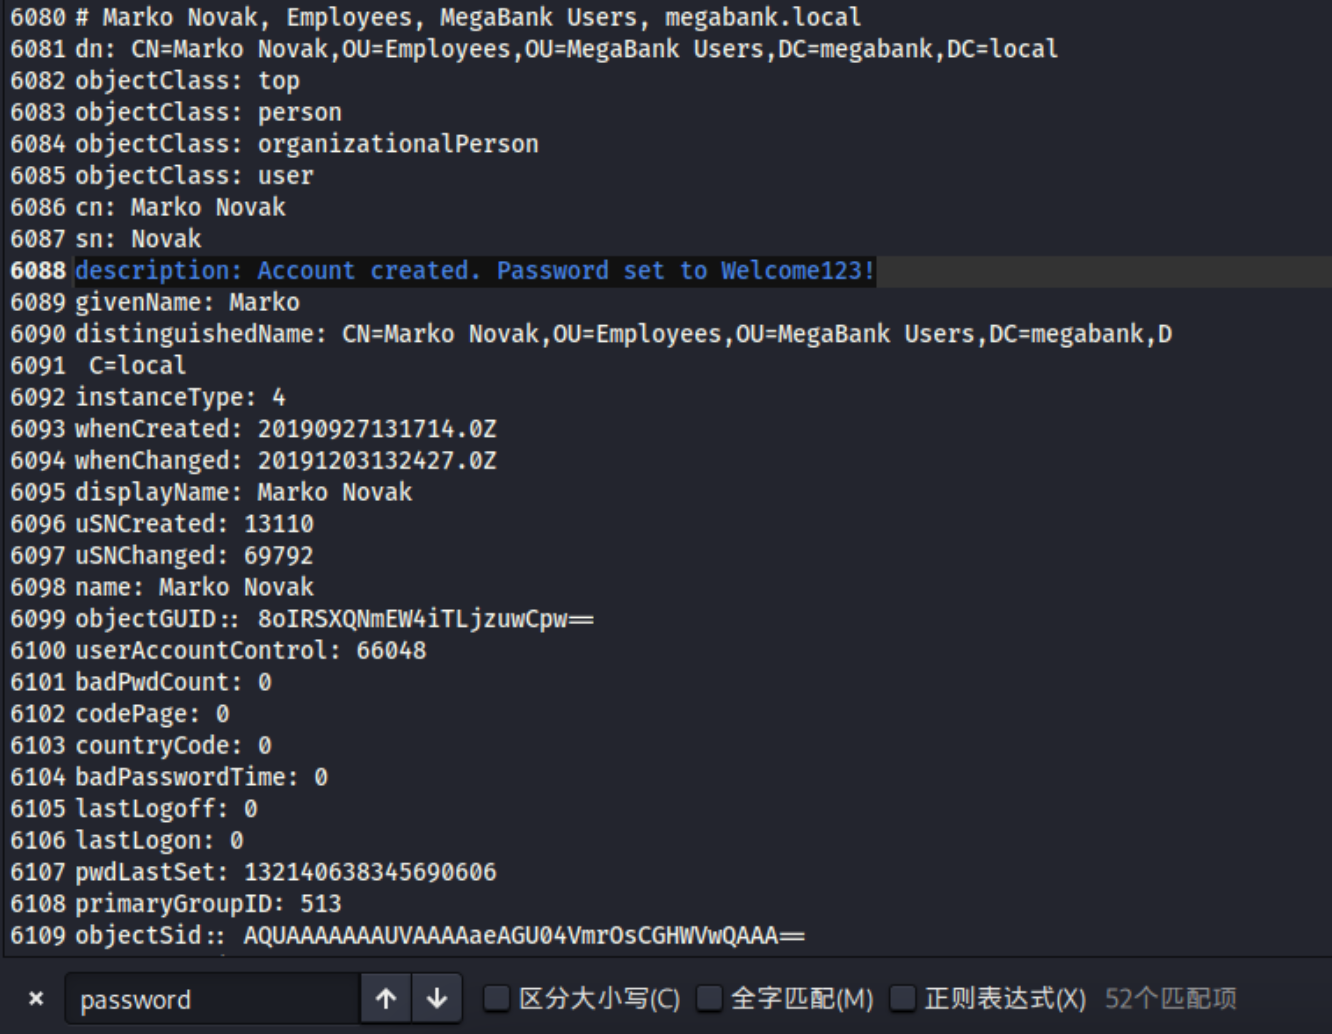 6080 # Marko Novak, Employees, MegaBank Users, megabank.local
6081 dn: CN=Marko Novak,OU=Employees,OU=MegaBank Users,DC=megabank,DC=local
6082 objectClass: top
6083 objectClass: person
6084 objectClass: organizationalPerson
6085 objectClass: user
6086 cn: Marko Novak
6087 sn: Novak
6088 description: Account created. Password set to Welcome123!
6089 givenName: Marko
6090 distinguishedName: CN=Marko Novak,OU=Employees,OU=MegaBank Users,DC=megabank,D
6091  C=local
6092 instanceType: 4
6093 whenCreated: 20190927131714.0Z
6094 whenChanged: 20191203132427.0Z
6095 displayName: Marko Novak
6096 uSNCreated: 13110
6097 uSNChanged: 69792
6098 name: Marko Novak
6099 objectGUID:: 8oIRSXQNmEW4iTLjzuwCpw==
6100 userAccountControl: 66048
6101 badPwdCount: 0
6102 codePage: 0
6103 countryCode: 0
6104 badPasswordTime: 0
6105 lastLogoff: 0
6106 lastLogon: 0
6107 pwdLastSet: 132140638345690606
6108 primaryGroupID: 513
6109 objectSid:: AQUAAAAAAAUVAAAAaeAGU04VmrOsCGHWVwQAAA==
× password ↑ ↓ 区分大小写(C) 全字匹配(M) 正则表达式(X) 52个匹配项